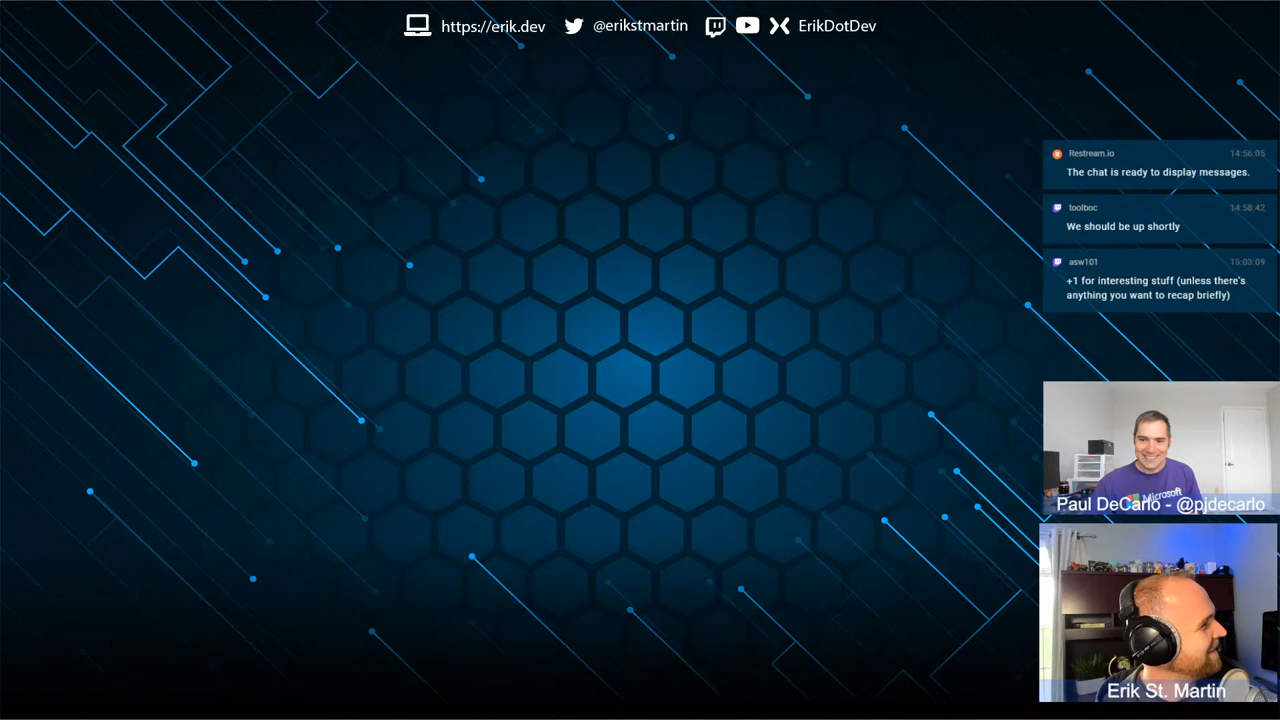 https://erik.dev @erikstmartin ErikDotDev
Restream.io 14:56:05
The chat is ready to display messages.
toolboc 14:58:42
We should be up shortly
asw101 15:03:09
+1 for interesting stuff (unless there's
anything you want to recap briefly)
Microsoft
Paul DeCarlo - @pjdecarlo
Erik St. Martin